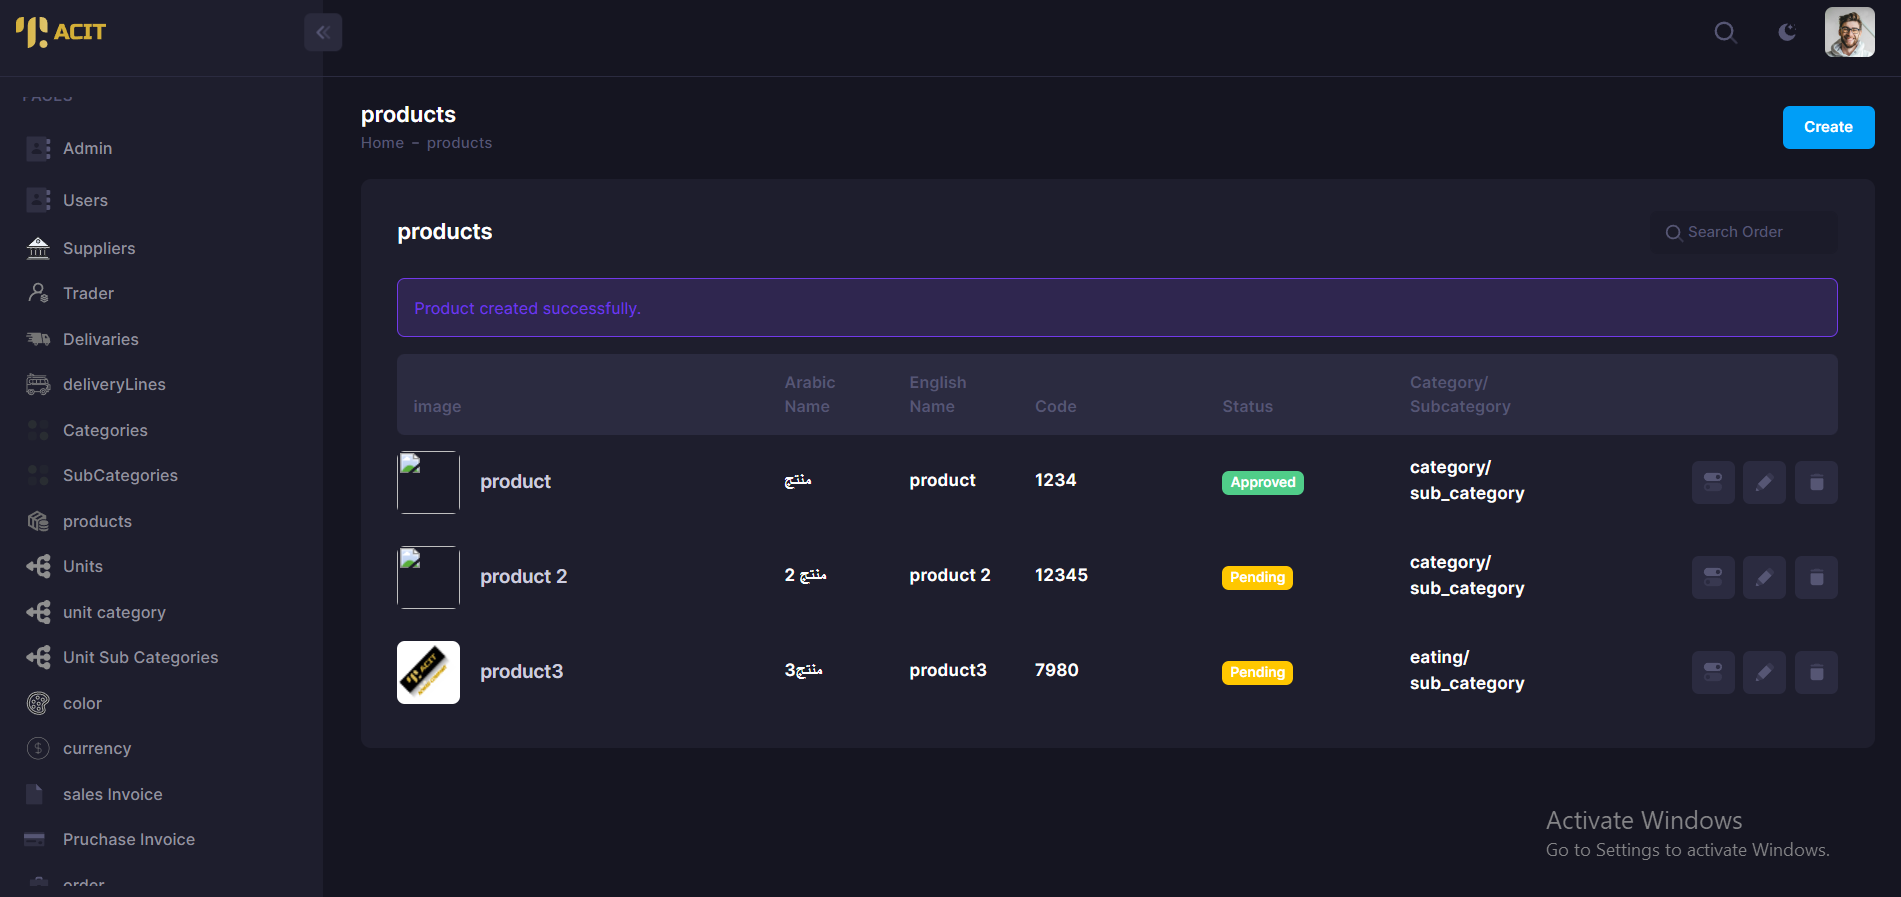 ACIT
PAGES
Admin
Users
Suppliers
Trader
Delivaries
deliveryLines
Categories
SubCategories
products
Units
unit category
Unit Sub Categories
color
currency
sales Invoice
Pruchase Invoice
order
products
Home - products
Create
products
Search Order
Product created successfully.
image
Arabic
Name
English
Name
Code
Status
Category/
Subcategory
product
منتج
product
1234
Approved
category/
sub_category
product 2
منتج 2
product 2
12345
Pending
category/
sub_category
ACIT
product3
منتج3
product3
7980
Pending
eating/
sub_category
Activate Windows
Go to Settings to activate Windows.